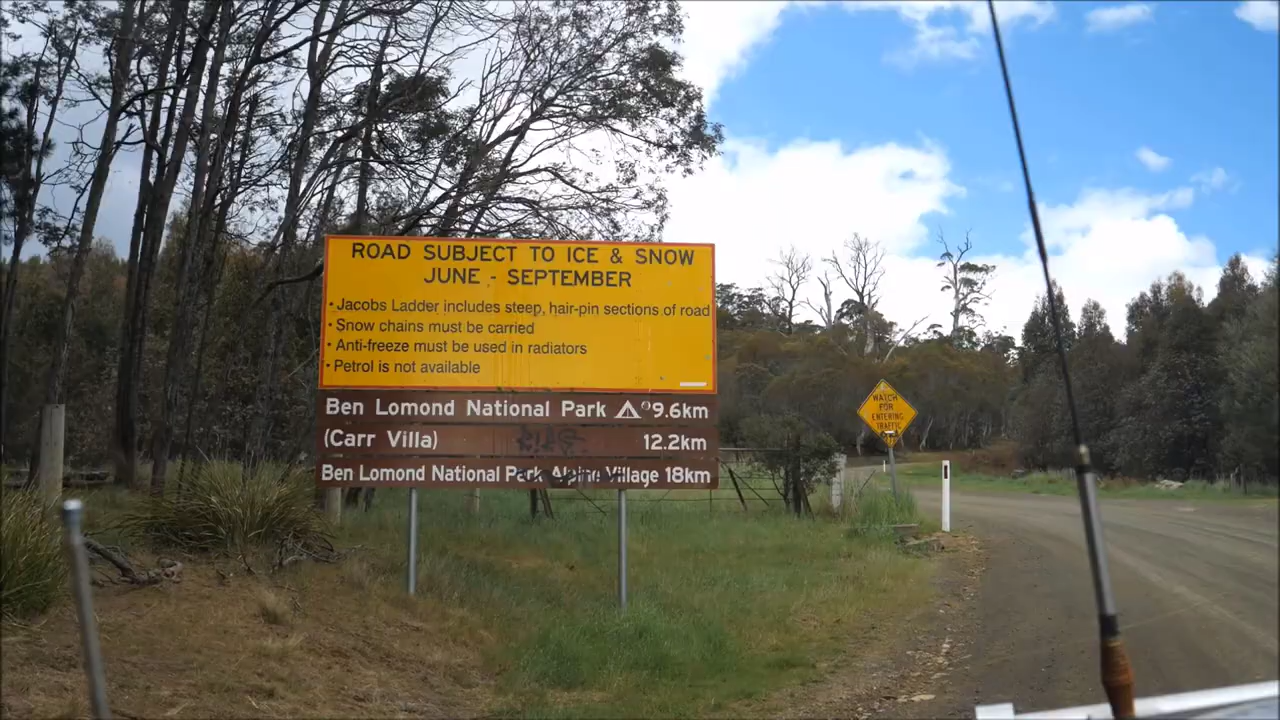 ROAD SUBJECT TO ICE & SNOW
JUNE - SEPTEMBER
• Jacobs Ladder includes steep, hair-pin sections of road
• Snow chains must be carried
• Anti-freeze must be used in radiators
• Petrol is not available
Ben Lomond National Park 9.6km
(Carr Villa) 12.2km
Ben Lomond National Park Alpine Village 18km
WATCH
FOR
ENTERING
TRAFFIC